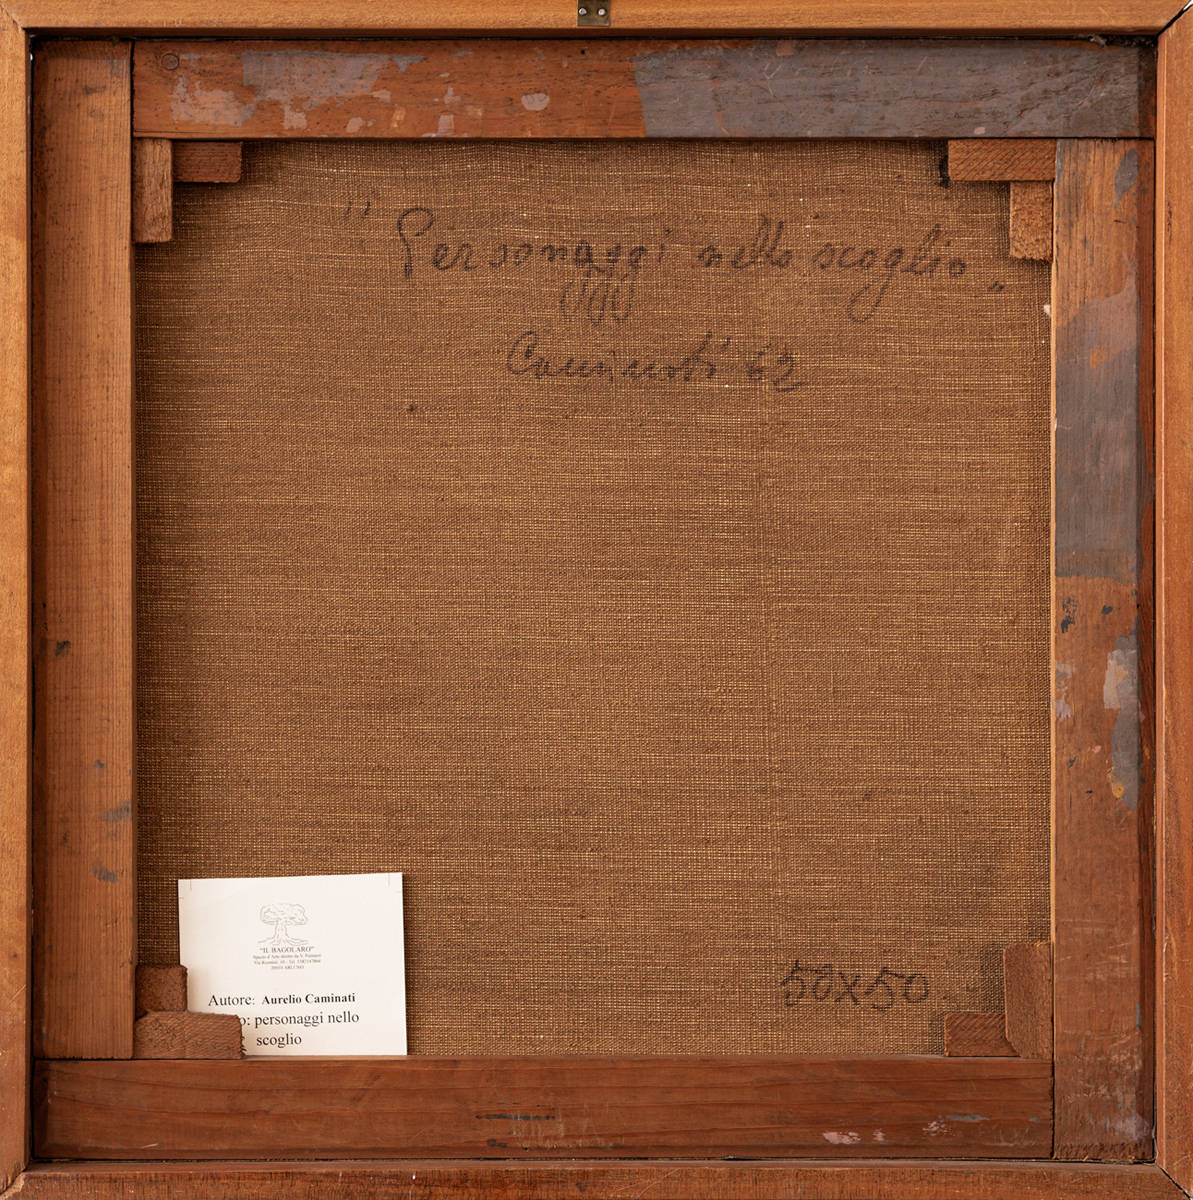 " Personaggi nello scoglio "
Caminati 62
50x50
"IL BAGOLARO"
Autore: Aurelio Caminati
o: personaggi nello
scoglio